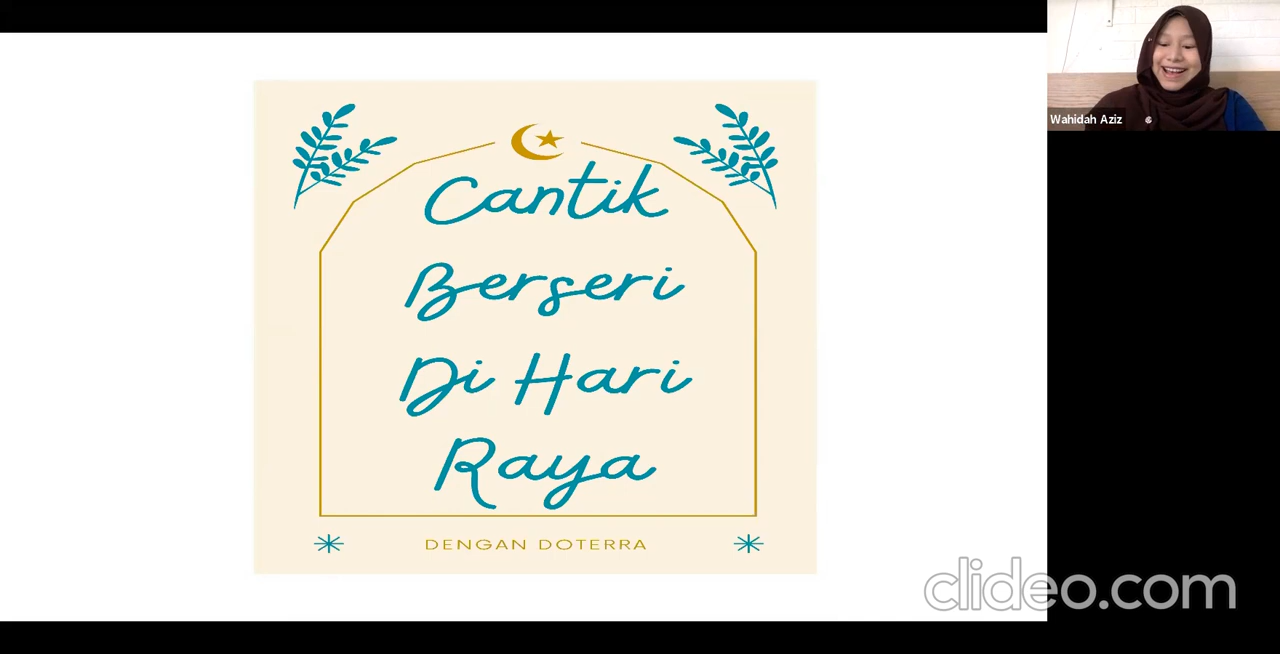 Wahidah Aziz
Cantik
Berseri
Di Hari
Raya
DENGAN DOTERRA
clideo.com